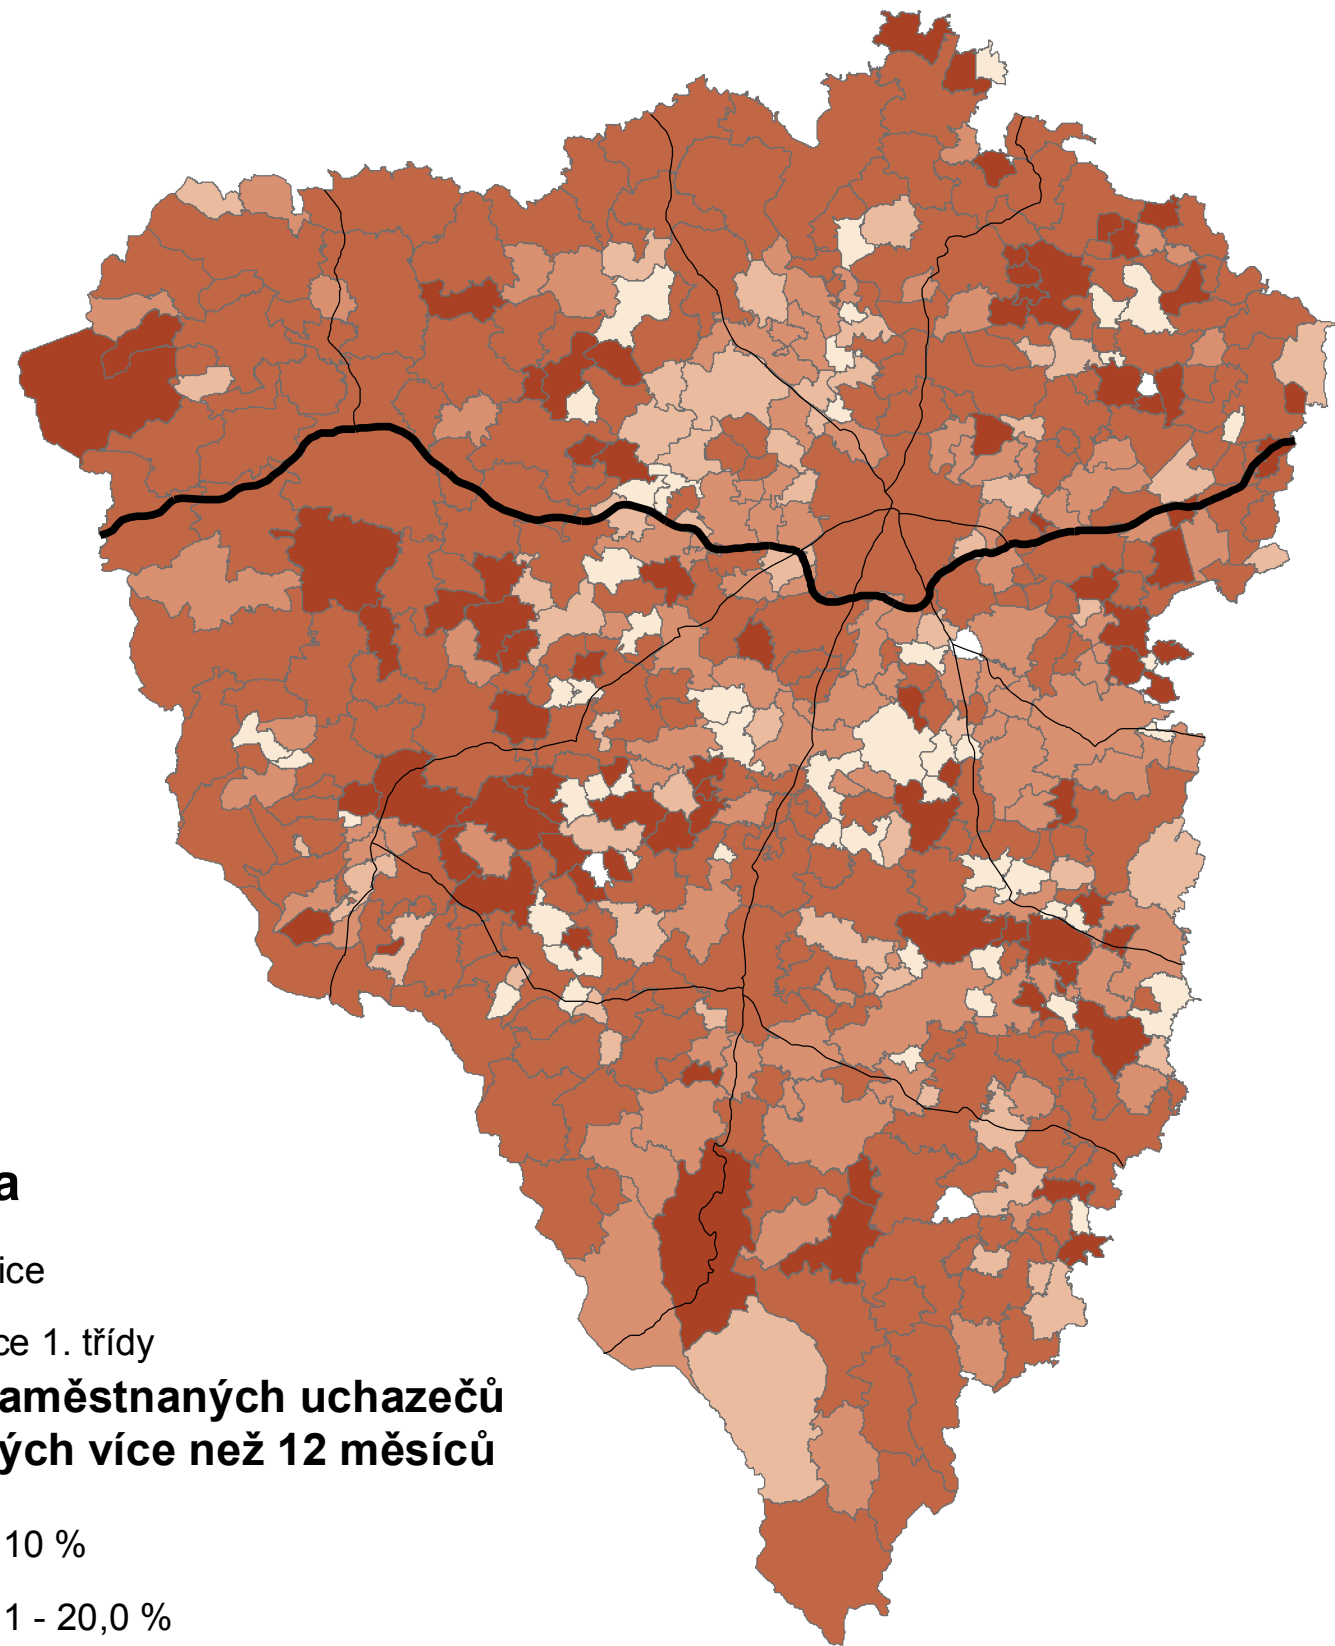 a
ice
ce 1. třídy
aměstnaných uchazečů
ých více než 12 měsíců
10 %
1 - 20,0 %